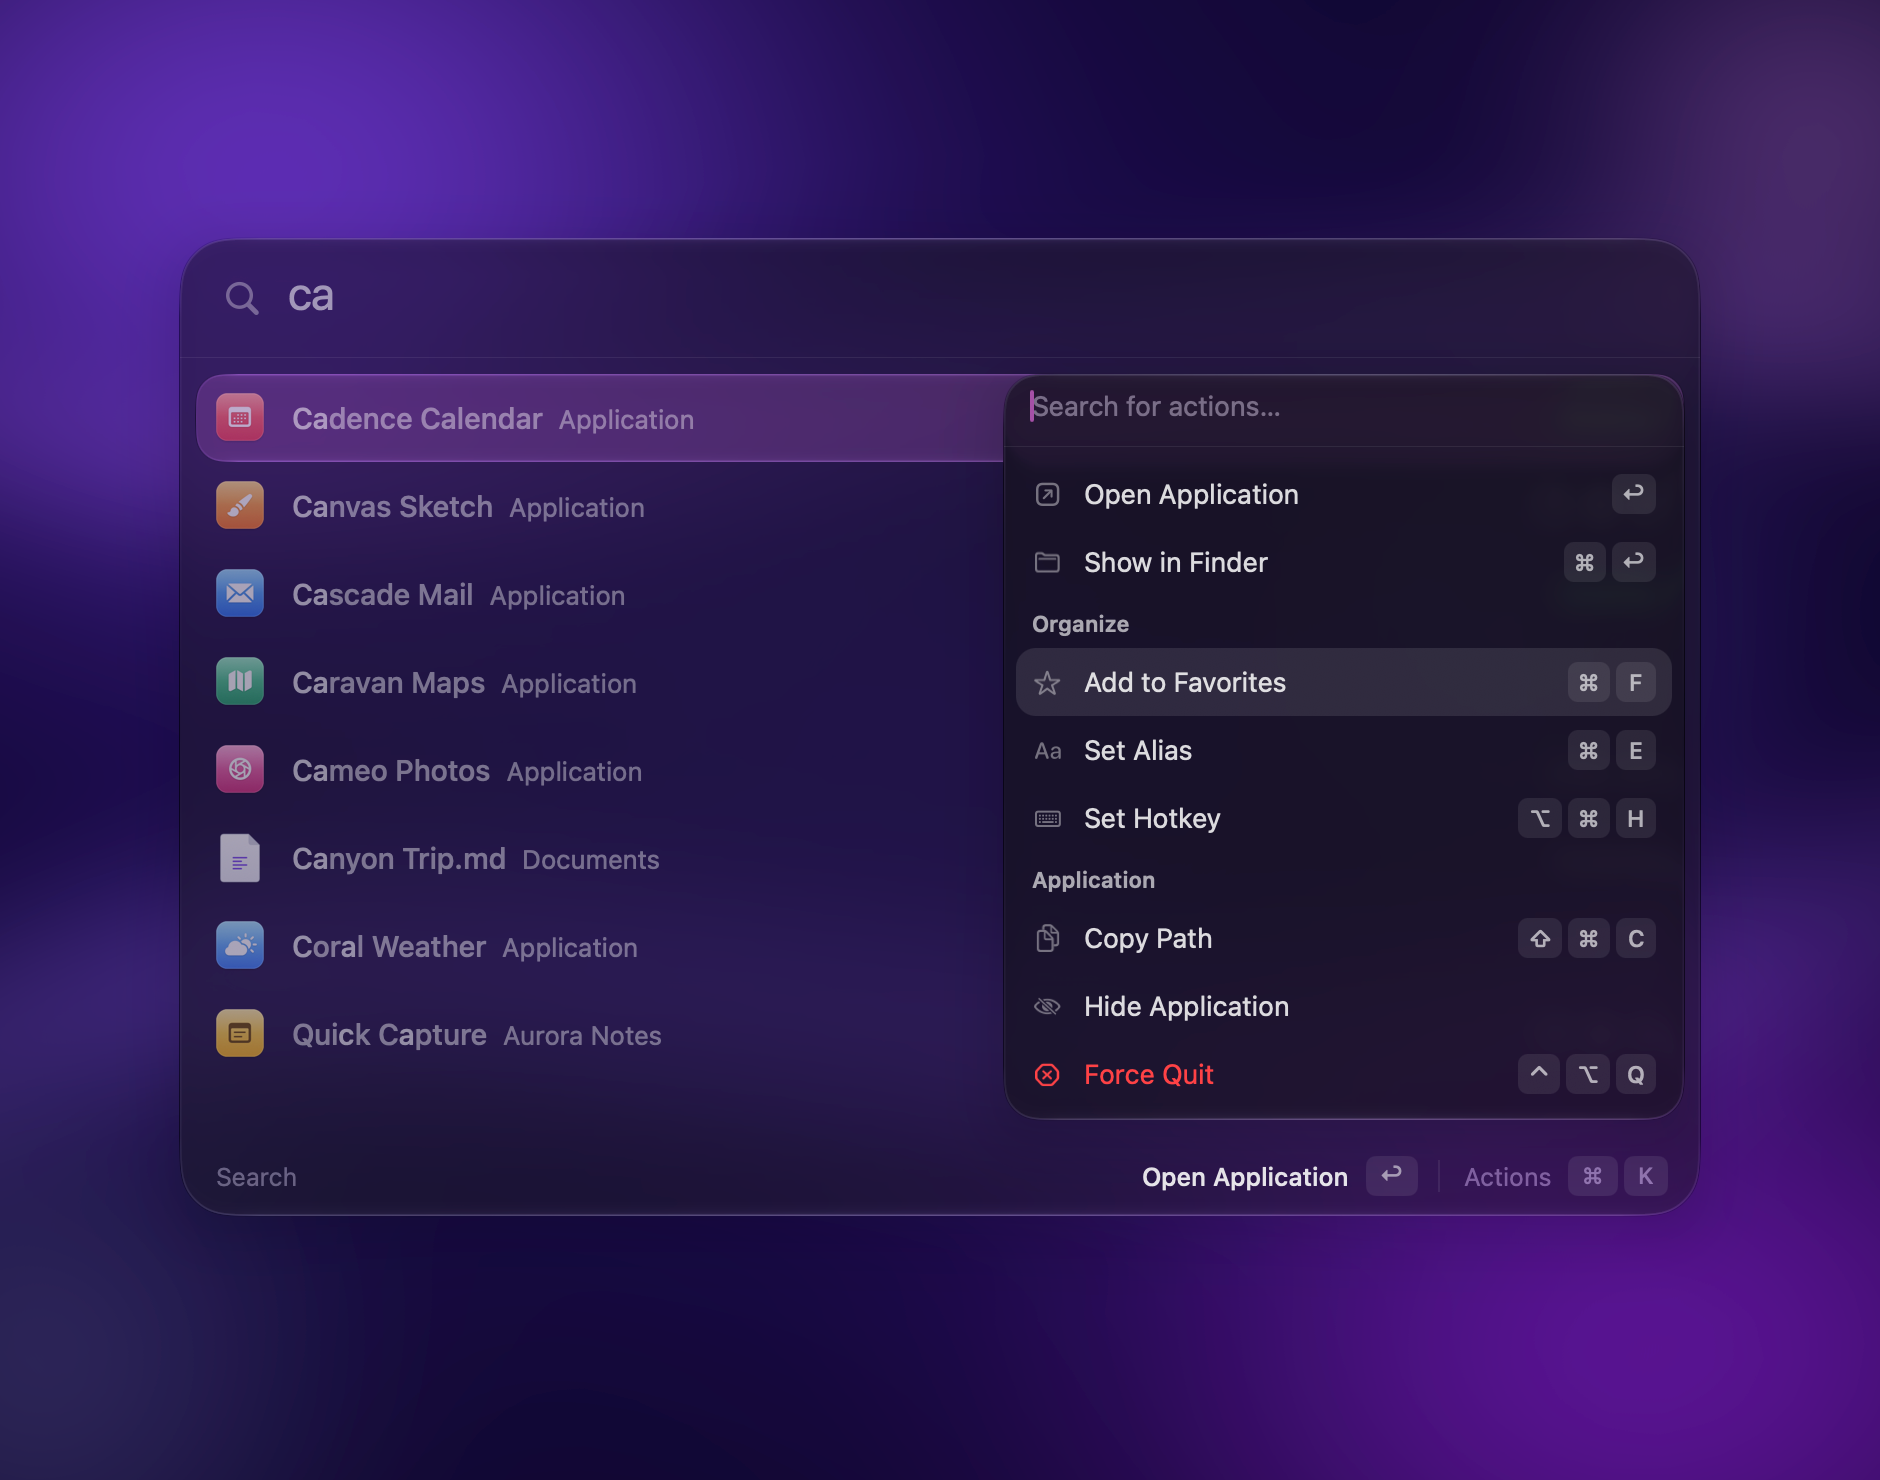 ca
Cadence Calendar Application
Canvas Sketch Application
Cascade Mail Application
Caravan Maps Application
Cameo Photos Application
Canyon Trip.md Documents
Coral Weather Application
Quick Capture Aurora Notes
Search for actions...
Open Application ↩
Show in Finder ⌘ ↩
Organize
Add to Favorites ⌘ F
Aa Set Alias ⌘ E
Set Hotkey ⌥ ⌘ H
Application
Copy Path ⇧ ⌘ C
Hide Application
Force Quit ^ ⌥ Q
Search
Open Application ↩ Actions ⌘ K